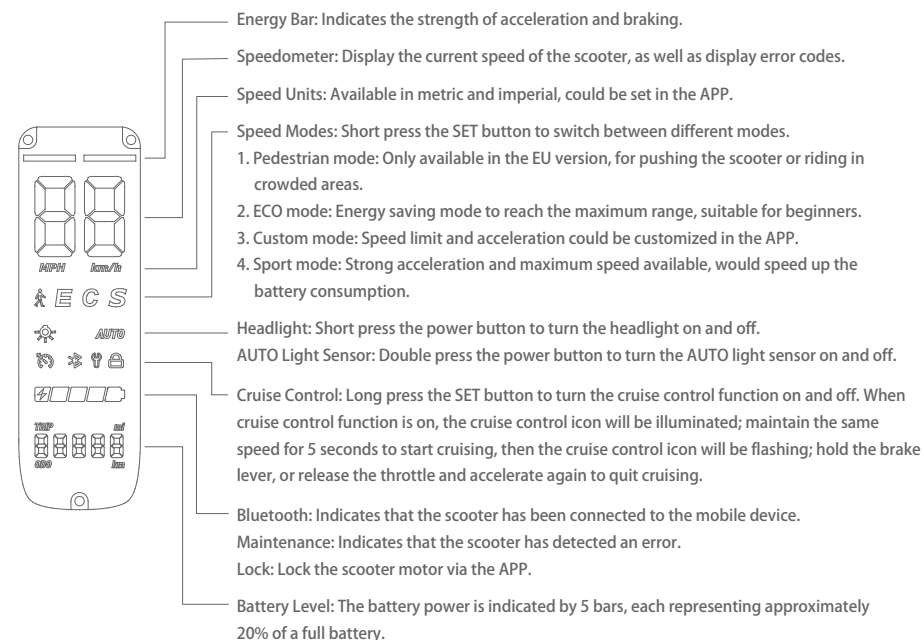 Energy Bar: Indicates the strength of acceleration and braking.
Speedometer: Display the current speed of the scooter, as well as display error codes.
Speed Units: Available in metric and imperial, could be set in the APP.
Speed Modes: Short press the SET button to switch between different modes.
1. Pedestrian mode: Only available in the EU version, for pushing the scooter or riding in
crowded areas.
2. ECO mode: Energy saving mode to reach the maximum range, suitable for beginners.
3. Custom mode: Speed limit and acceleration could be customized in the APP.
4. Sport mode: Strong acceleration and maximum speed available, would speed up the
battery consumption.
Headlight: Short press the power button to turn the headlight on and off.
AUTO Light Sensor: Double press the power button to turn the AUTO light sensor on and off.
Cruise Control: Long press the SET button to turn the cruise control function on and off. When
cruise control function is on, the cruise control icon will be illuminated; maintain the same
speed for 5 seconds to start cruising, then the cruise control icon will be flashing; hold the brake
lever, or release the throttle and accelerate again to quit cruising.
Bluetooth: Indicates that the scooter has been connected to the mobile device.
Maintenance: Indicates that the scooter has detected an error.
Lock: Lock the scooter motor via the APP.
Battery Level: The battery power is indicated by 5 bars, each representing approximately
20% of a full battery.
88
MPH km/h
E C S
AUTO
TRIP mi
88888
ODO km